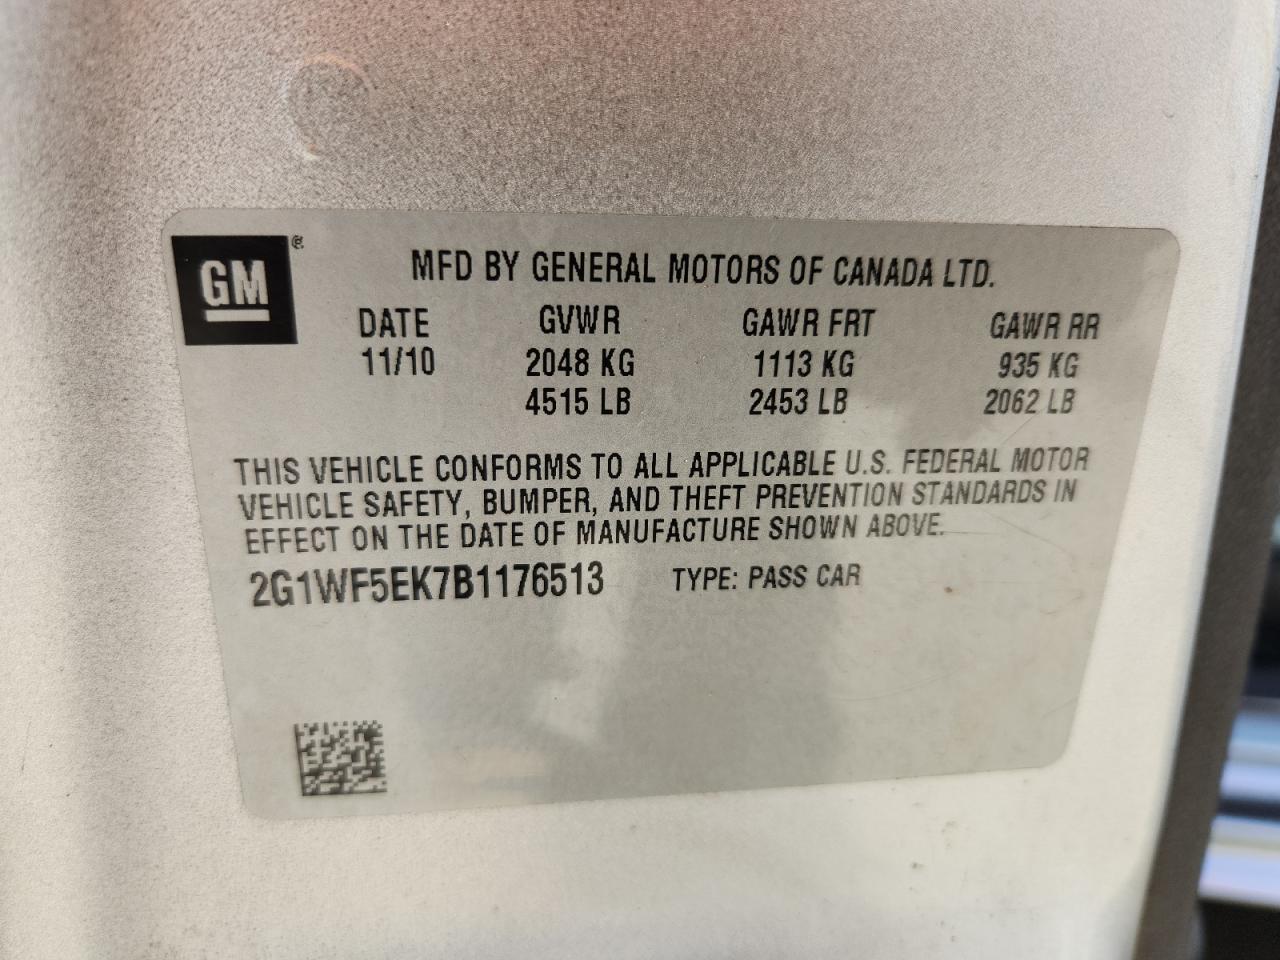 GM®
MFD BY GENERAL MOTORS OF CANADA LTD.
DATE GVWR GAWR FRT GAWR RR
11/10 2048 KG 1113 KG 935 KG
4515 LB 2453 LB 2062 LB
THIS VEHICLE CONFORMS TO ALL APPLICABLE U.S. FEDERAL MOTOR
VEHICLE SAFETY, BUMPER, AND THEFT PREVENTION STANDARDS IN
EFFECT ON THE DATE OF MANUFACTURE SHOWN ABOVE.
2G1WF5EK7B1176513 TYPE: PASS CAR